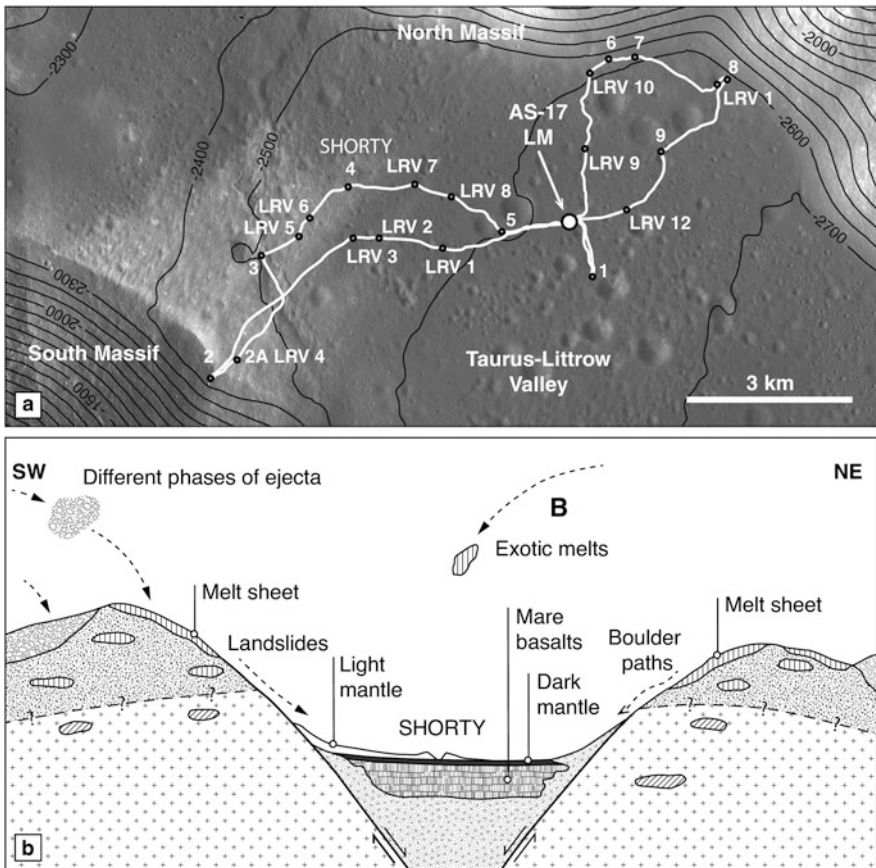 North Massif
-2300
-2000
6
7
8
LRV 10
LRV 1
AS-17
LM
-2600
-2400
-2500
SHORTY
4
LRV 7
LRV 9
9
LRV 8
LRV 6
LRV 5
LRV 2
5
LRV 12
-2700
3
LRV 3
LRV 1
1
-2300
-2000
South Massif
2
2A LRV 4
-1500
Taurus-Littrow
Valley
3 km
a
SW
NE
Different phases of ejecta
B
Exotic melts
Melt sheet
Melt sheet
Mare
basalts
Landslides
Boulder
paths
Light
mantle
Dark
mantle
SHORTY
?
?
?
?
?
?
b